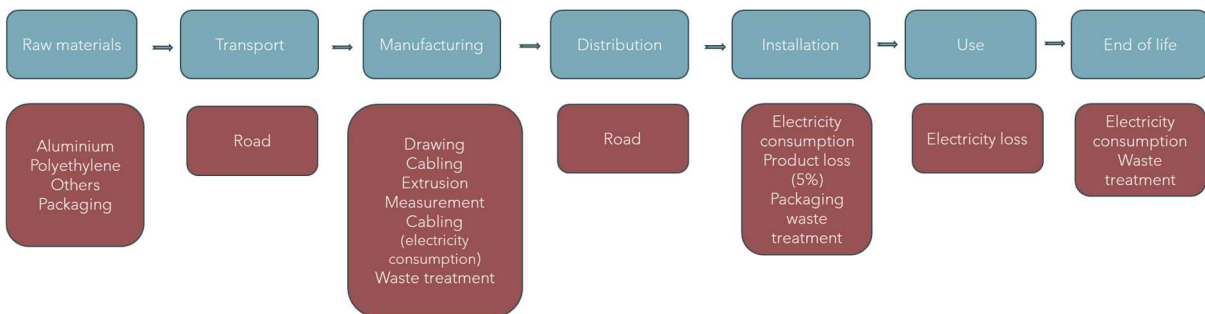 Raw materials
Transport
Manufacturing
Distribution
Installation
Use
End of life
Aluminium
Polyethylene
Others
Packaging
Road
Drawing
Cabling
Extrusion
Measurement
Cabling
(electricity
consumption)
Waste treatment
Road
Electricity
consumption
Product loss
(5%)
Packaging
waste
treatment
Electricity loss
Electricity
consumption
Waste
treatment